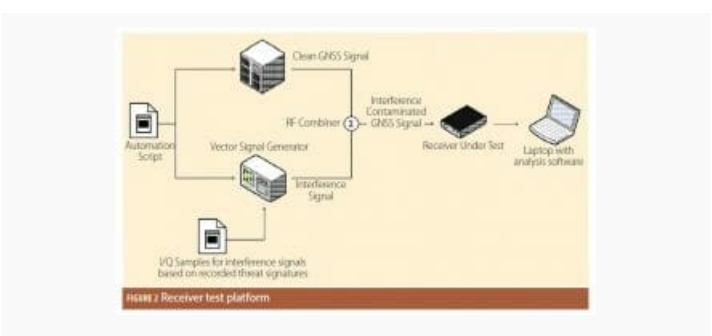 Clean GNSS Signal
Automation
Script
Vector Signal Generator
RF Combiner
Σ
Interference
Contaminated
GNSS Signal
Receiver Under Test
Laptop with
analysis software
Interference
Signal
I/Q Samples for interference signals
based on recorded threat signatures
FIGURE 2 Receiver test platform